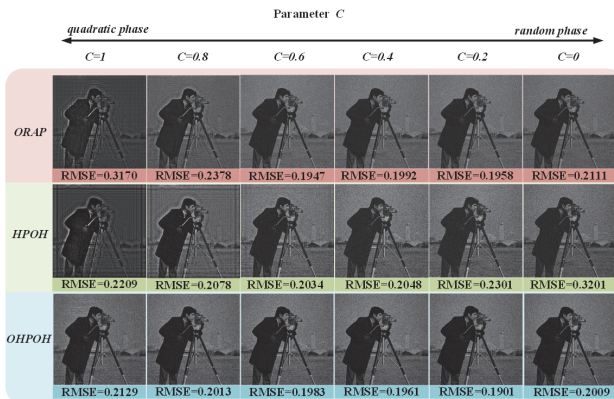 Parameter C
quadratic phase
random phase
C=1 C=0.8 C=0.6 C=0.4 C=0.2 C=0
ORAP
RMSE=0.3170 RMSE=0.2378 RMSE=0.1947 RMSE=0.1992 RMSE=0.1958 RMSE=0.2111
HPOH
RMSE=0.2209 RMSE=0.2078 RMSE=0.2034 RMSE=0.2048 RMSE=0.2301 RMSE=0.3201
OHPOH
RMSE=0.2129 RMSE=0.2013 RMSE=0.1983 RMSE=0.1961 RMSE=0.1901 RMSE=0.2009